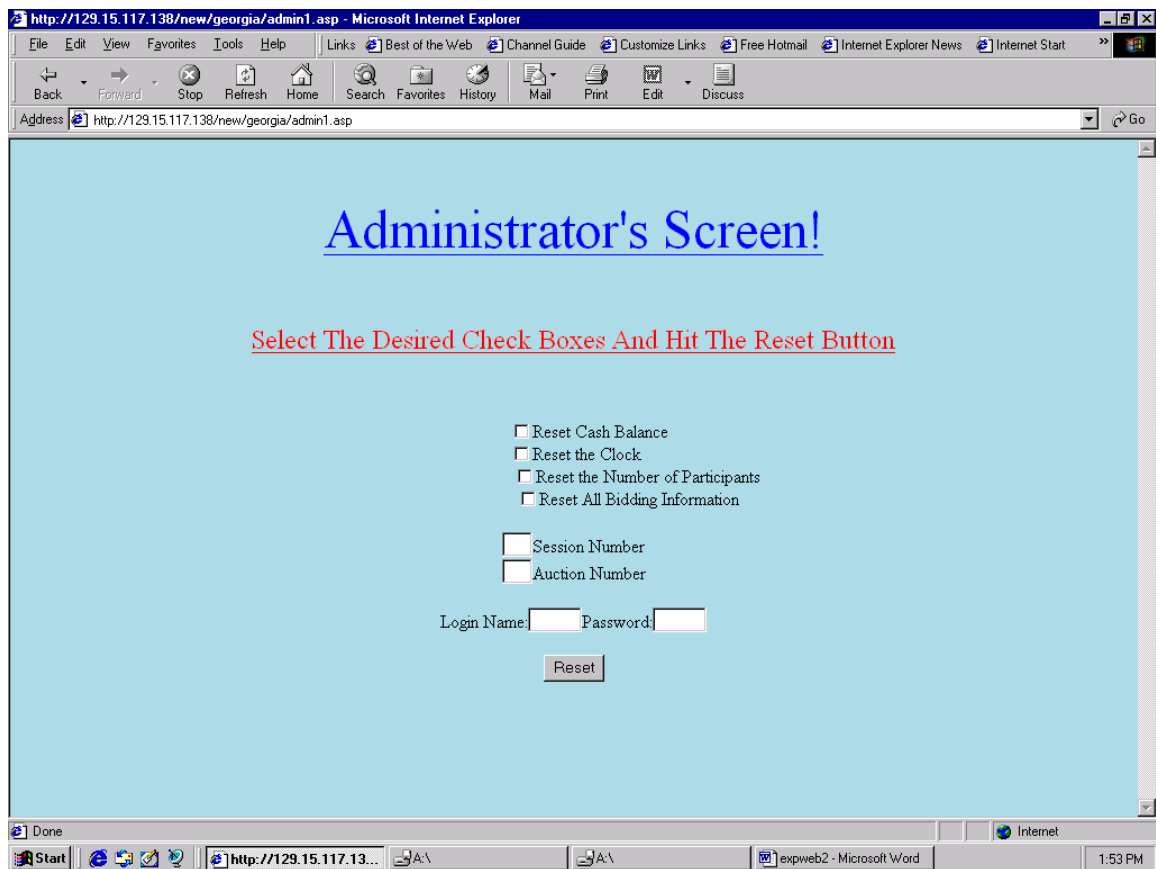 http://129.15.117.138/new/georgia/admin1.asp - Microsoft Internet Explorer
File Edit View Favorites Tools Help Links Best of the Web Channel Guide Customize Links Free Hotmail Internet Explorer News Internet Start »
Back Forward Stop Refresh Home Search Favorites History Mail Print Edit Discuss
Address http://129.15.117.138/new/georgia/admin1.asp Go
Administrator's Screen!
Select The Desired Check Boxes And Hit The Reset Button
Reset Cash Balance
Reset the Clock
Reset the Number of Participants
Reset All Bidding Information
Session Number
Auction Number
Login Name: Password:
Reset
Done Internet
Start http://129.15.117.13... A:\ A:\ expweb2 - Microsoft Word 1:53 PM